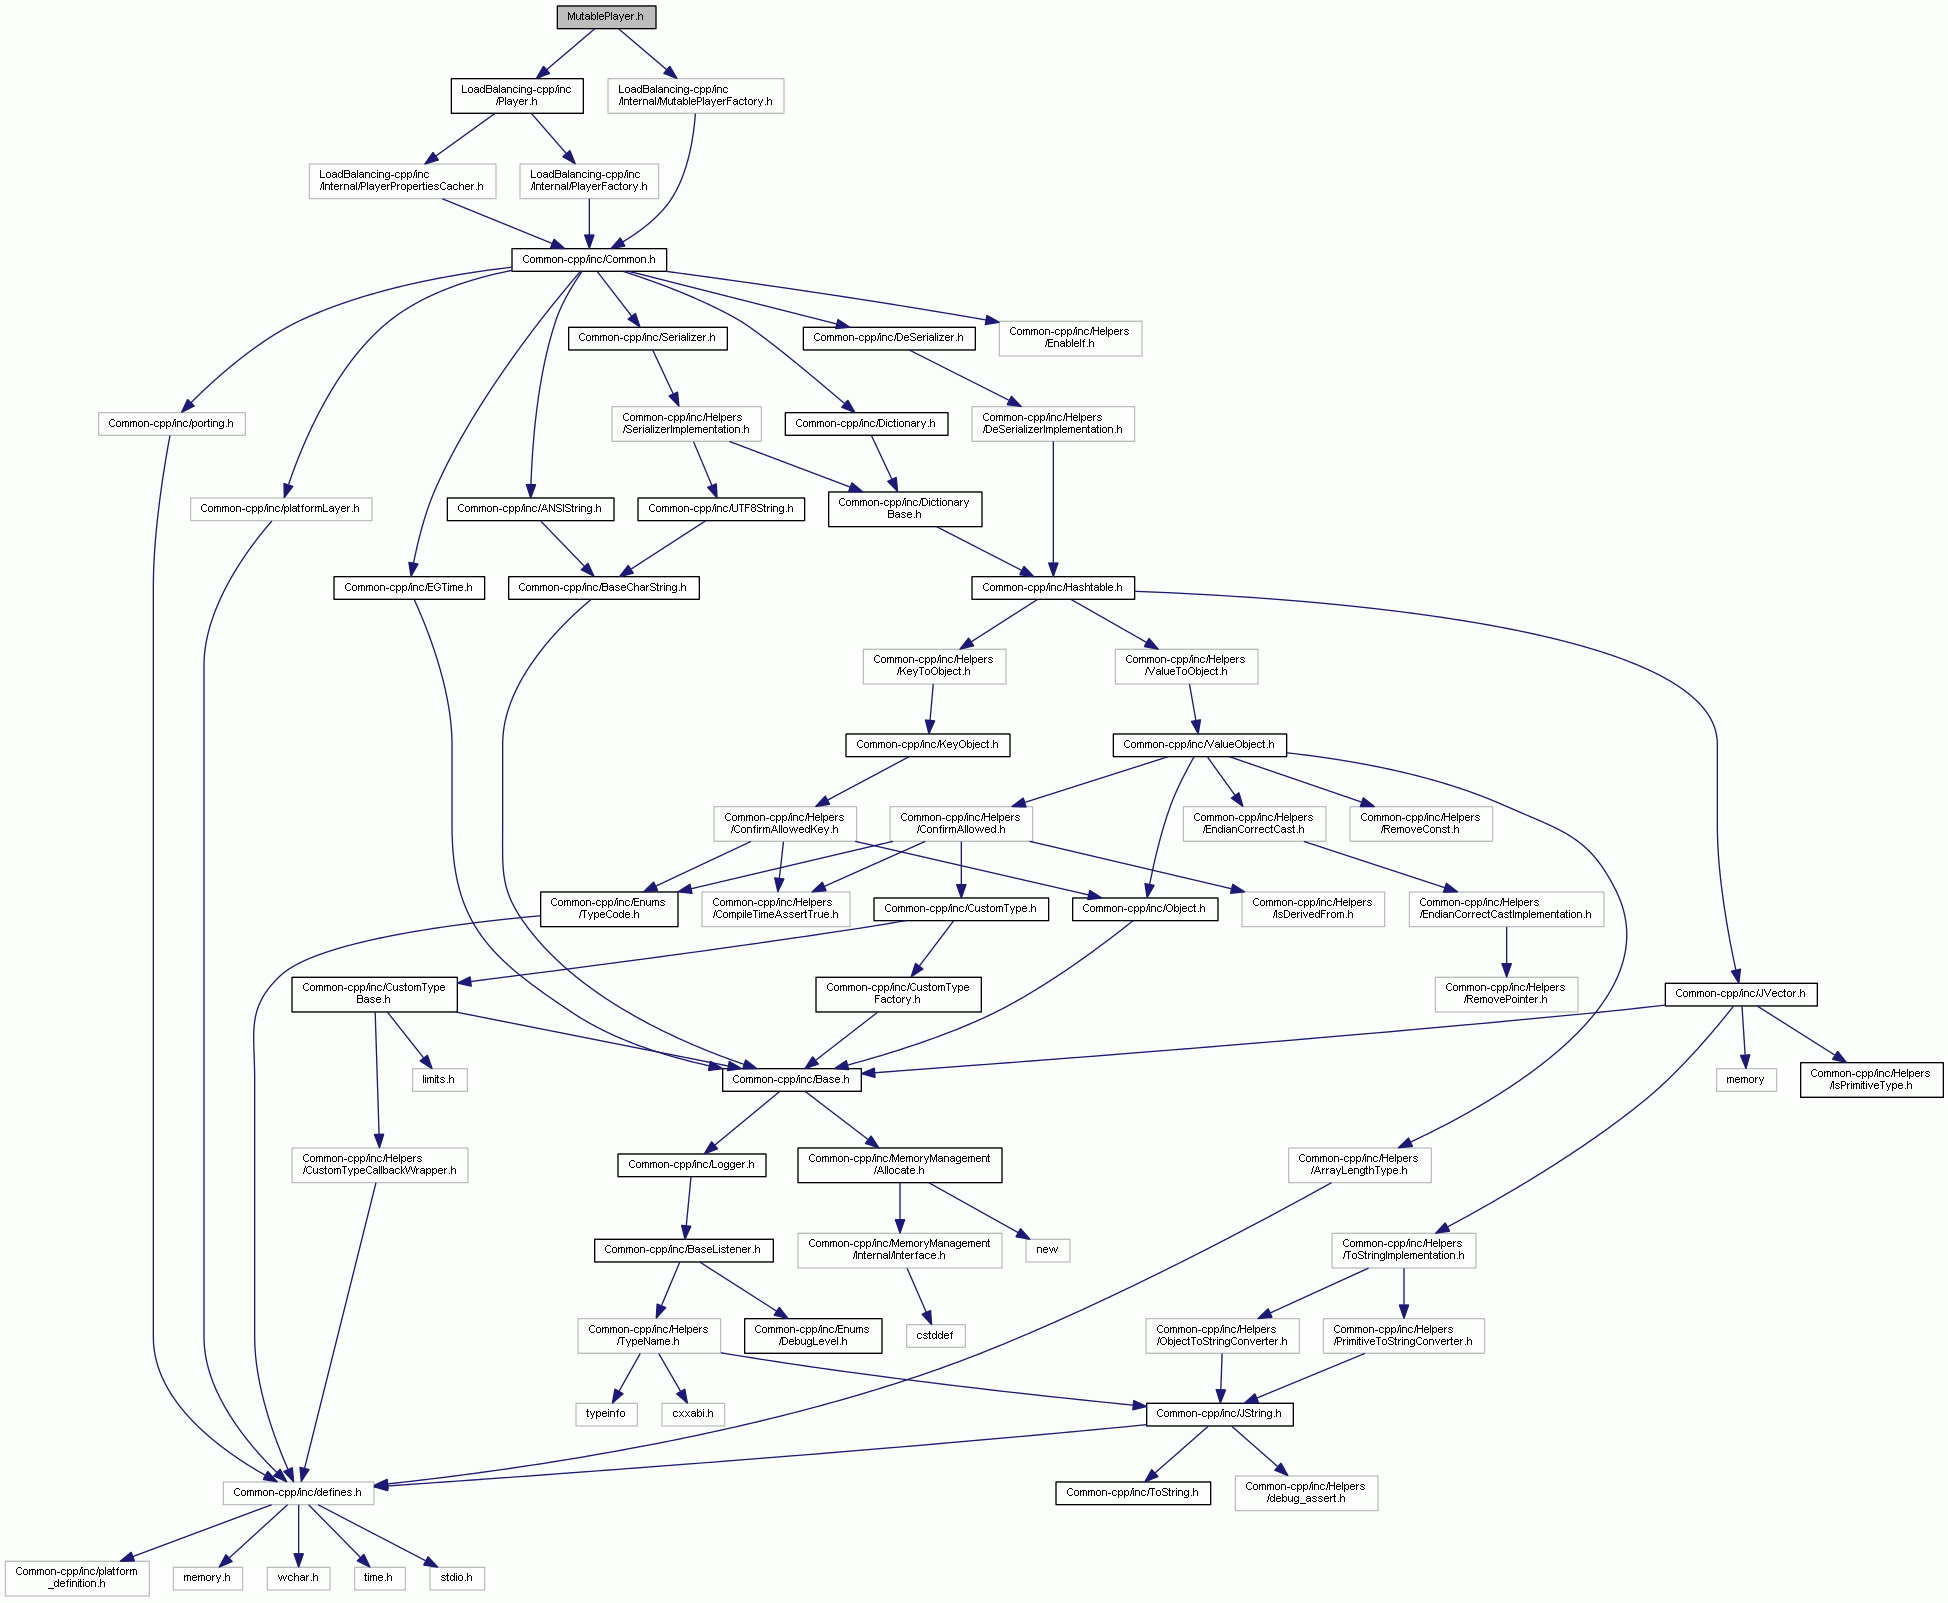 MutablePlayer.h
LoadBalancing-cpp/inc
/Player.h
LoadBalancing-cpp/inc
/Internal/MutablePlayerFactory.h
LoadBalancing-cpp/inc
/Internal/PlayerPropertiesCacher.h
LoadBalancing-cpp/inc
/Internal/PlayerFactory.h
Common-cpp/inc/Common.h
Common-cpp/inc/Serializer.h
Common-cpp/inc/DeSerializer.h
Common-cpp/inc/Helpers
/EnableIf.h
Common-cpp/inc/porting.h
Common-cpp/inc/Helpers
/SerializerImplementation.h
Common-cpp/inc/Dictionary.h
Common-cpp/inc/Helpers
/DeSerializerImplementation.h
Common-cpp/inc/platformLayer.h
Common-cpp/inc/ANSIString.h
Common-cpp/inc/UTF8String.h
Common-cpp/inc/Dictionary
Base.h
Common-cpp/inc/EGTime.h
Common-cpp/inc/BaseCharString.h
Common-cpp/inc/Hashtable.h
Common-cpp/inc/Helpers
/KeyToObject.h
Common-cpp/inc/Helpers
/ValueToObject.h
Common-cpp/inc/KeyObject.h
Common-cpp/inc/ValueObject.h
Common-cpp/inc/Helpers
/ConfirmAllowedKey.h
Common-cpp/inc/Helpers
/ConfirmAllowed.h
Common-cpp/inc/Helpers
/EndianCorrectCast.h
Common-cpp/inc/Helpers
/RemoveConst.h
Common-cpp/inc/Enums
/TypeCode.h
Common-cpp/inc/Helpers
/CompileTimeAssertTrue.h
Common-cpp/inc/CustomType.h
Common-cpp/inc/Object.h
Common-cpp/inc/Helpers
/IsDerivedFrom.h
Common-cpp/inc/Helpers
/EndianCorrectCastImplementation.h
Common-cpp/inc/CustomType
Base.h
Common-cpp/inc/CustomType
Factory.h
Common-cpp/inc/Helpers
/RemovePointer.h
Common-cpp/inc/JVector.h
limits.h
Common-cpp/inc/Base.h
memory
Common-cpp/inc/Helpers
/IsPrimitiveType.h
Common-cpp/inc/Helpers
/CustomTypeCallbackWrapper.h
Common-cpp/inc/Logger.h
Common-cpp/inc/MemoryManagement
/Allocate.h
Common-cpp/inc/Helpers
/ArrayLengthType.h
Common-cpp/inc/BaseListener.h
Common-cpp/inc/MemoryManagement
/Internal/Interface.h
new
Common-cpp/inc/Helpers
/ToStringImplementation.h
Common-cpp/inc/Helpers
/TypeName.h
Common-cpp/inc/Enums
/DebugLevel.h
cstddef
Common-cpp/inc/Helpers
/ObjectToStringConverter.h
Common-cpp/inc/Helpers
/PrimitiveToStringConverter.h
typeinfo
cxxabi.h
Common-cpp/inc/JString.h
Common-cpp/inc/defines.h
Common-cpp/inc/ToString.h
Common-cpp/inc/Helpers
/debug_assert.h
Common-cpp/inc/platform
_definition.h
memory.h
wchar.h
time.h
stdio.h